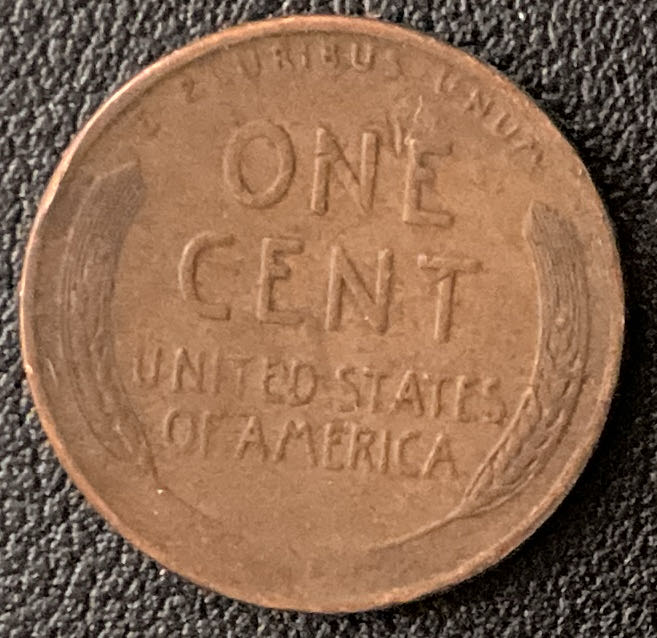 E PLURIBUS UNUM
ONE
CENT
UNITED STATES
OF AMERICA